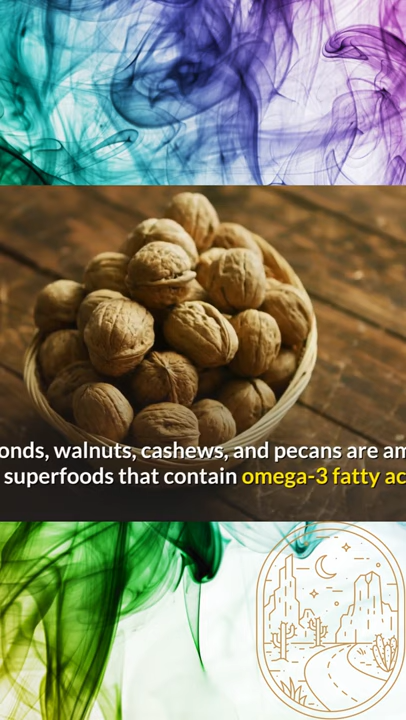 onds, walnuts, cashews, and pecans are am
superfoods that contain omega-3 fatty ac